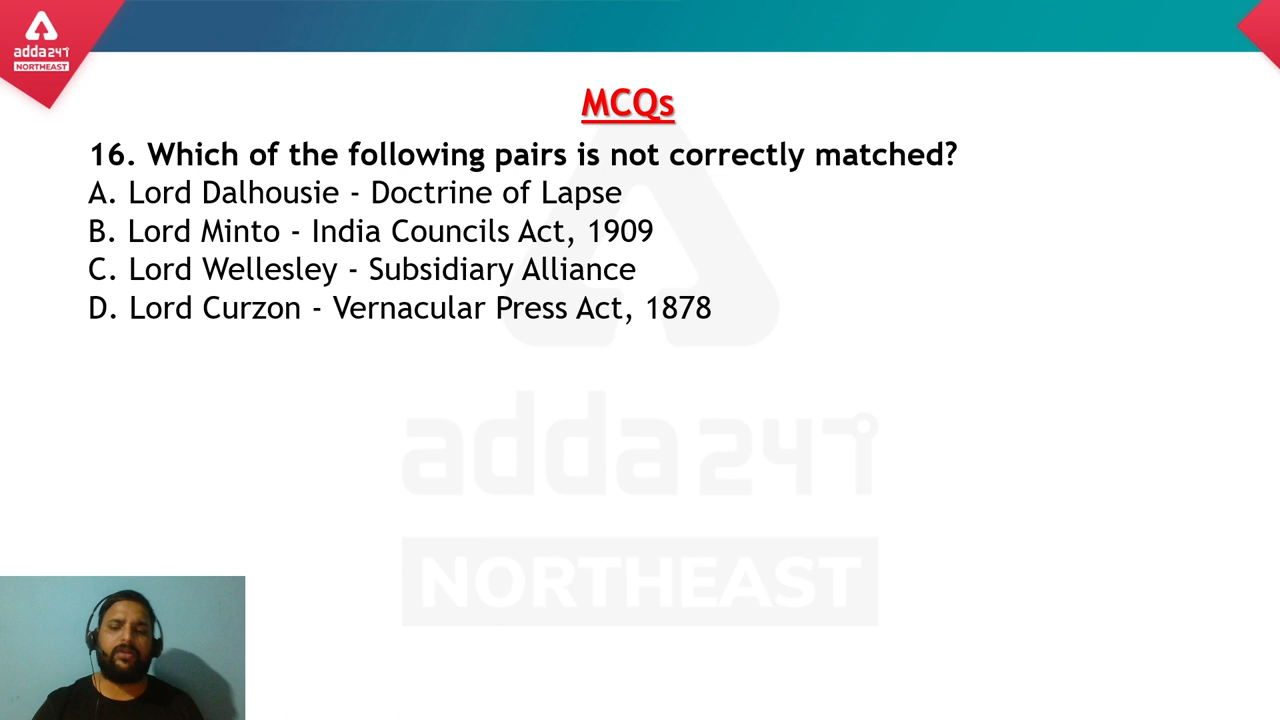 adda247
NORTHEAST
MCQs
16. Which of the following pairs is not correctly matched?
A. Lord Dalhousie - Doctrine of Lapse
B. Lord Minto - India Councils Act, 1909
C. Lord Wellesley - Subsidiary Alliance
D. Lord Curzon - Vernacular Press Act, 1878
adda247
NORTHEAST